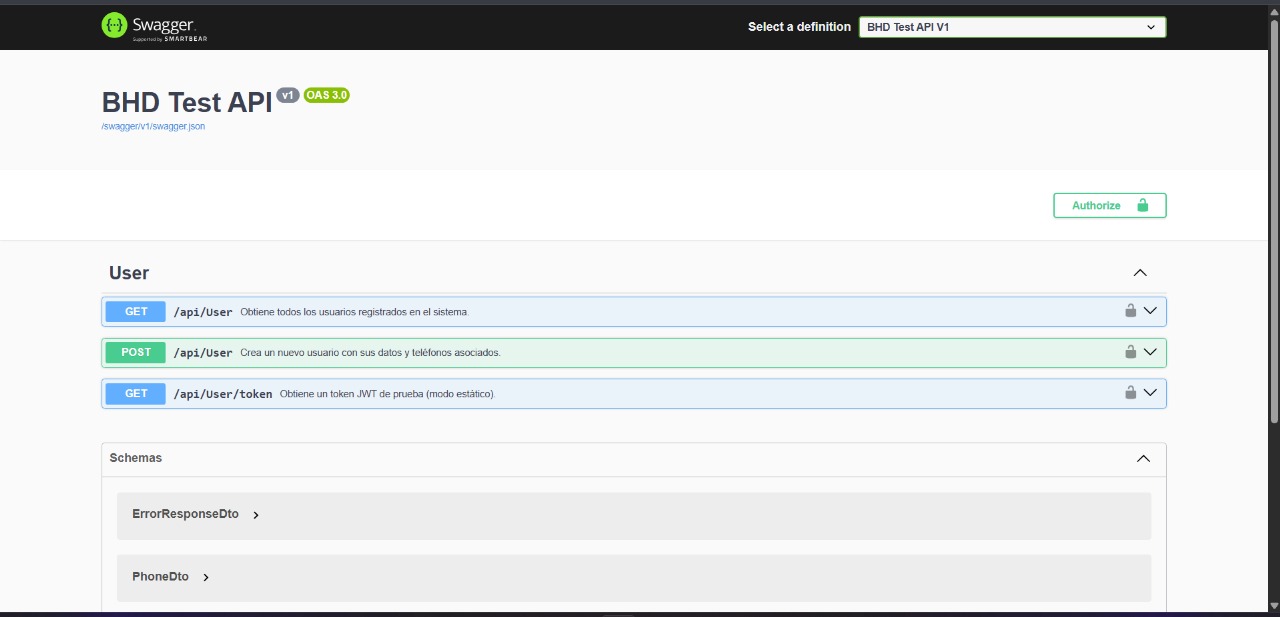 Swagger.
Supported by SMARTBEAR
Select a definition
BHD Test API V1
BHD Test API v1 OAS 3.0
/swagger/v1/swagger.json
Authorize
User
GET /api/User Obtiene todos los usuarios registrados en el sistema.
POST /api/User Crea un nuevo usuario con sus datos y teléfonos asociados.
GET /api/User/token Obtiene un token JWT de prueba (modo estático).
Schemas
ErrorResponseDto
PhoneDto